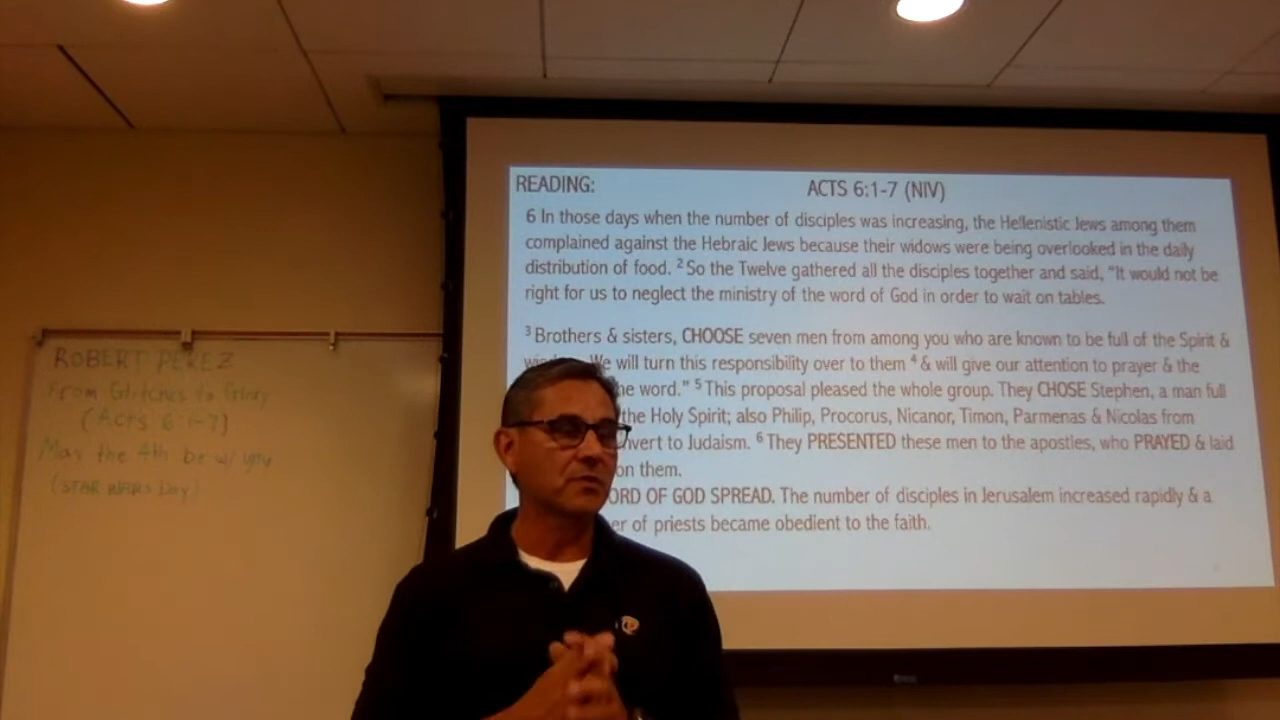 ROBERT PEREZ
From Glitches to Glory
(Acts 6:1-7)
May the 4th be w/ you
(STAR WARS Day)
READING: ACTS 6:1-7 (NIV)
6 In those days when the number of disciples was increasing, the Hellenistic Jews among them
complained against the Hebraic Jews because their widows were being overlooked in the daily
distribution of food. 2 So the Twelve gathered all the disciples together and said, "It would not be
right for us to neglect the ministry of the word of God in order to wait on tables.
3 Brothers & sisters, CHOOSE seven men from among you who are known to be full of the Spirit &
We will turn this responsibility over to them 4 & will give our attention to prayer & the
word." 5 This proposal pleased the whole group. They CHOSE Stephen, a man full
the Holy Spirit; also Philip, Procorus, Nicanor, Timon, Parmenas & Nicolas from
to Judaism. 6 They PRESENTED these men to the apostles, who PRAYED & laid
on them.
OF GOD SPREAD. The number of disciples in Jerusalem increased rapidly & a
of priests became obedient to the faith.